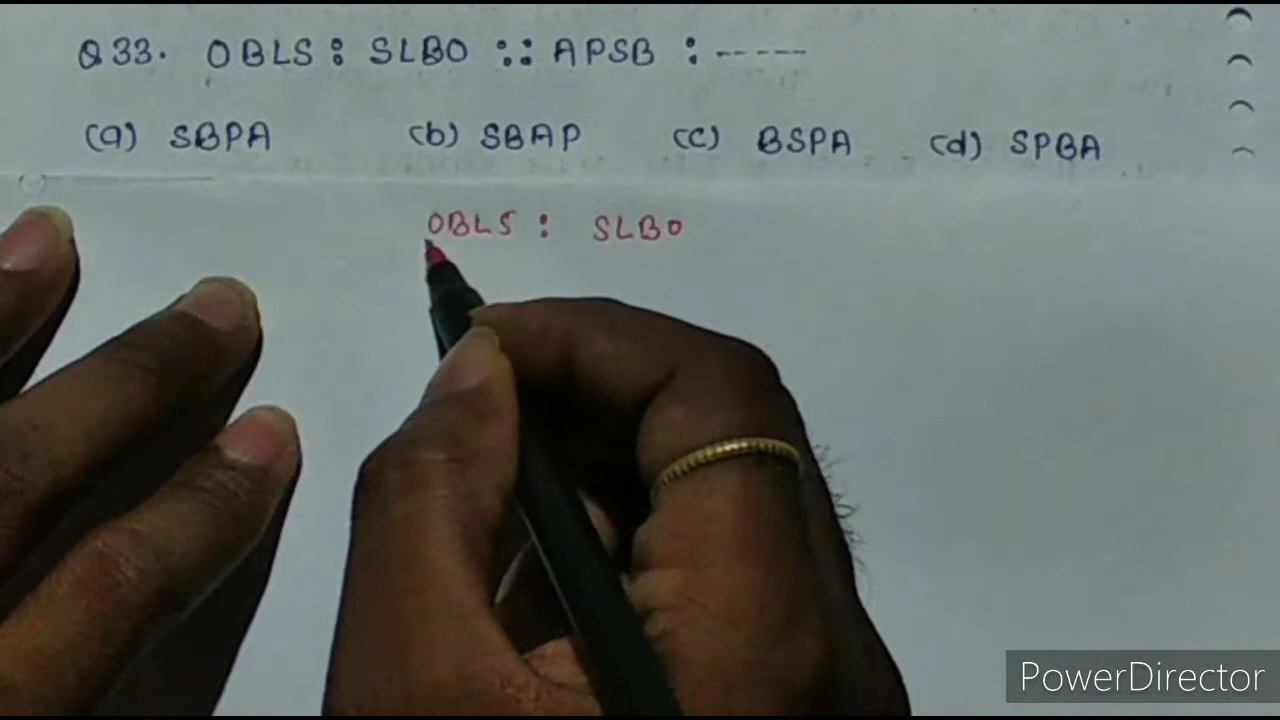 Q33. OBLS : SLBO :: APSB : -----
(a) SBPA (b) SBAP (c) BSPA (d) SPBA
OBLS : SLBO
PowerDirector